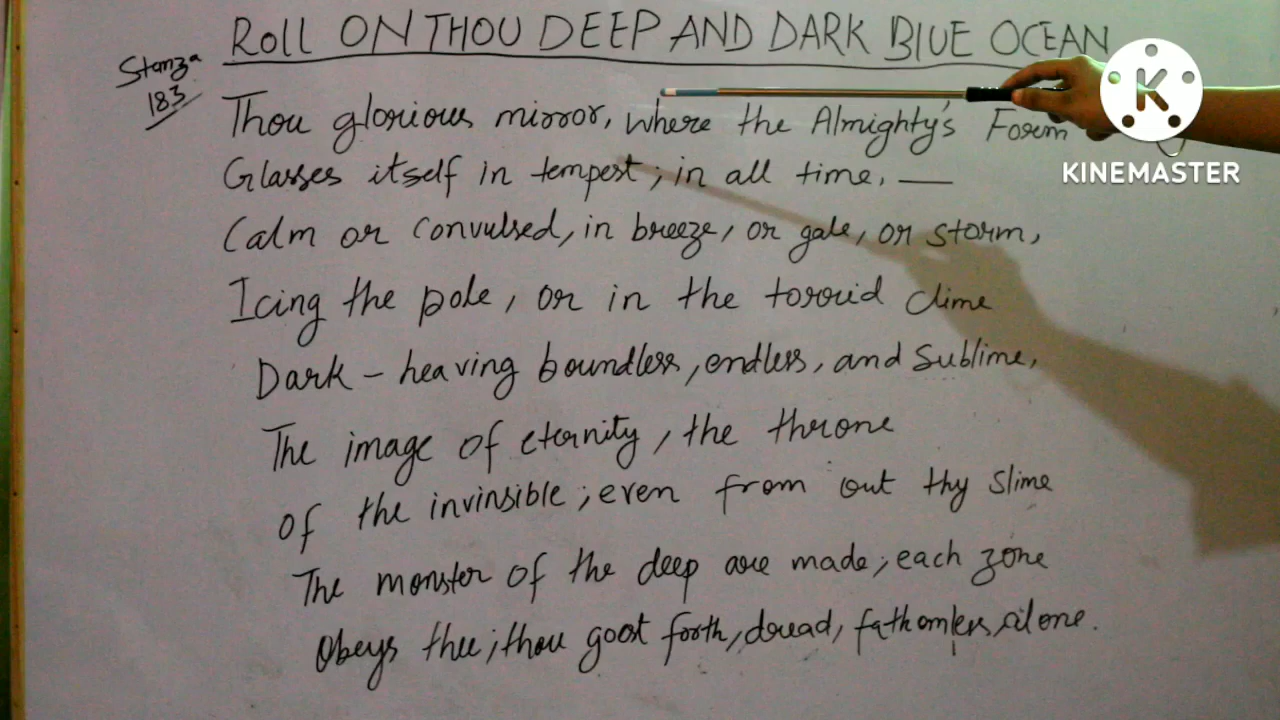 ROLL ON THOU DEEP AND DARK BLUE OCEAN
Stanza
183
Thou glorious mirror, where the Almighty's Form
Glasses itself in tempest; in all time, —
Calm or convulsed, in breeze, or gale, or storm,
Icing the pole, or in the torrid clime
Dark - heaving boundless, endless, and sublime,
The image of eternity, the throne
of the invinsible; even from out thy slime
The monster of the deep are made; each zone
Obeys thee; thou goest forth, dread, fathomless, alone.
K
KINEMASTER